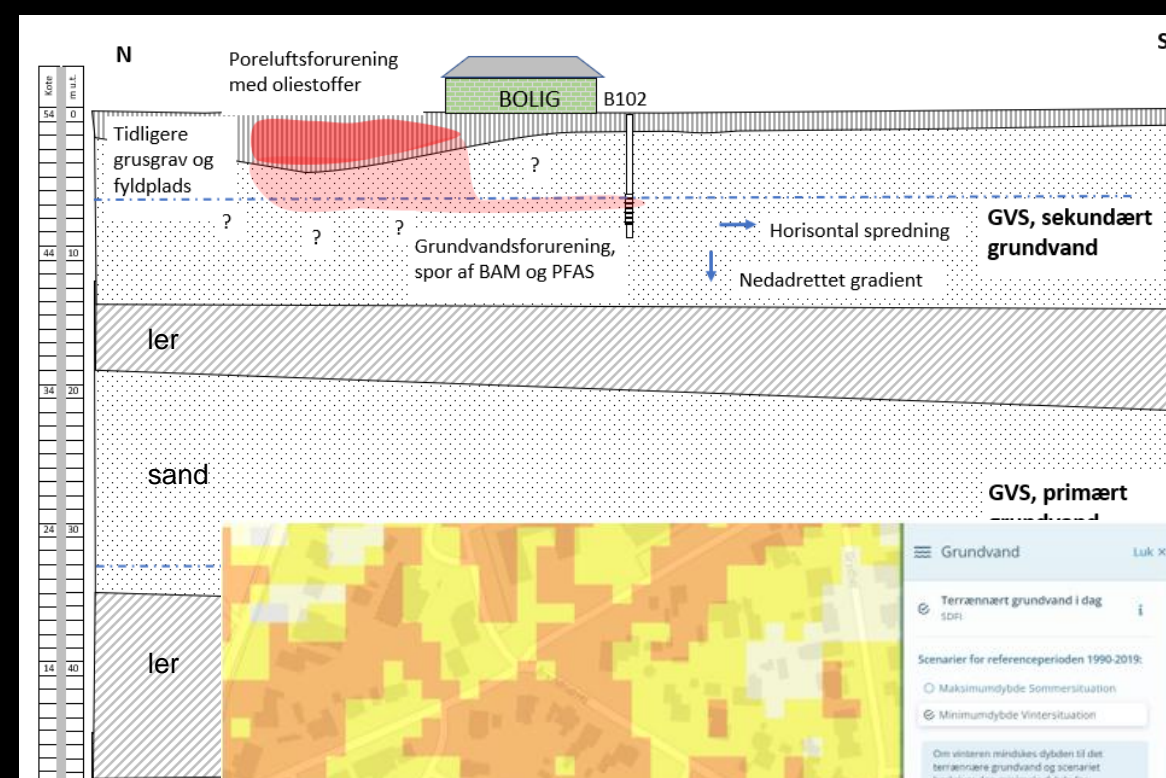 N
S
Kote
m u.t.
54 0
44 10
34 20
24 30
14 40
Poreluftsforurening
med oliestoffer
BOLIG
B102
Tidligere
grusgrav og
fyldplads
?
?
?
?
Grundvandsforurening,
spor af BAM og PFAS
Horisontal spredning
Nedadrettet gradient
GVS, sekundært
grundvand
ler
sand
GVS, primært
ler
Grundvand
Luk ×
Terrænnært grundvand i dag
SDFI
i
Scenarier for referenceperioden 1990-2019:
Maksimumdybde Sommersituation
Minimumdybde Vintersituation
Om vinteren mindskes dybden til det
terrænnære grundvand og scenariet